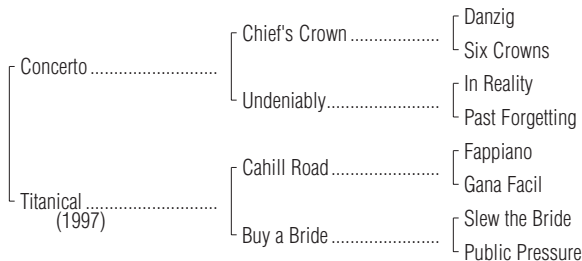 Danzig
Chief's Crown ....................
Six Crowns
Concerto ............................
In Reality
Undeniably.........................
Past Forgetting
Fappiano
Cahill Road ........................
Gana Facil
Titanical .............................
(1997)
Slew the Bride
Buy a Bride ........................
Public Pressure